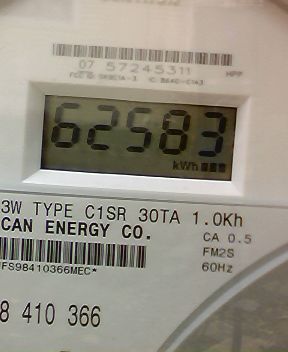 07 57245311 HPP
62583
kWh
3W TYPE C1SR 30TA 1.0Kh
CAN ENERGY CO. CA 0.5
FM2S
FS98410366MEC* 60Hz
8 410 366